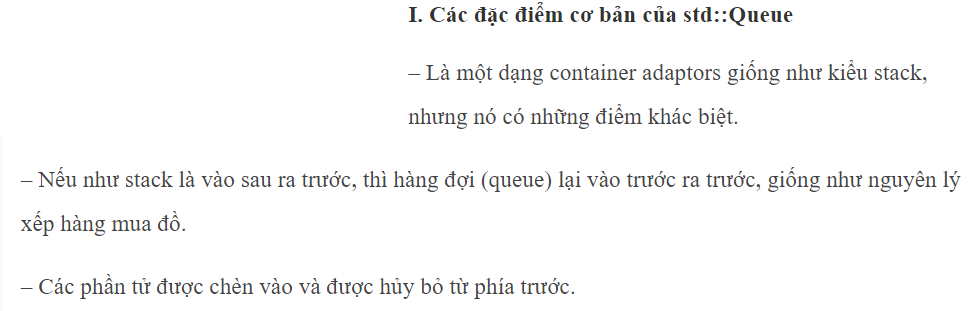 I. Các đặc điểm cơ bản của std::Queue
– Là một dạng container adaptors giống như kiểu stack,
nhưng nó có những điểm khác biệt.
– Nếu như stack là vào sau ra trước, thì hàng đợi (queue) lại vào trước ra trước, giống như nguyên lý
xếp hàng mua đồ.
– Các phần tử được chèn vào và được hủy bỏ từ phía trước.